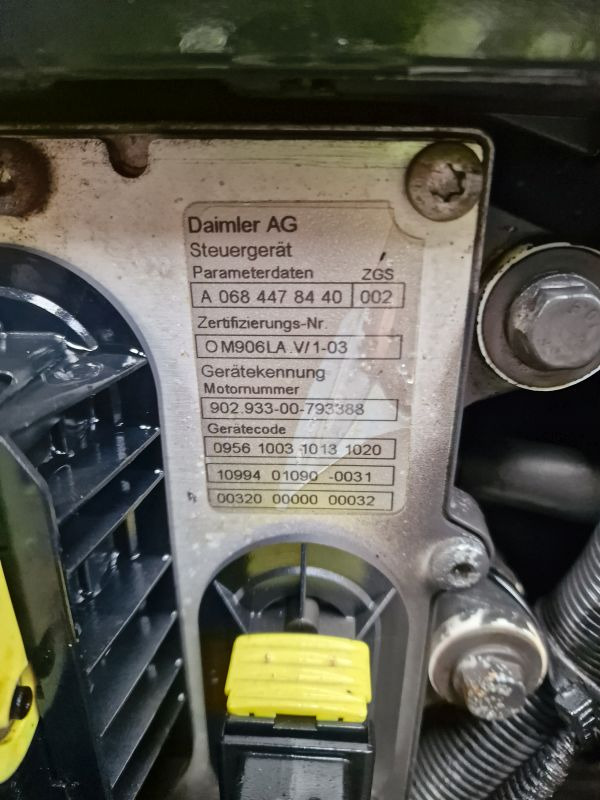 Daimler AG
Steuergerät
Parameterdaten ZGS
A 068 447 84 40 002
Zertifizierungs-Nr.
OM906LA.V/1-03
Gerätekennung
Motornummer
902.933-00-793388
Gerätecode
0956 1003 1013 1020
10994 01090 -0031
00320 00000 00032